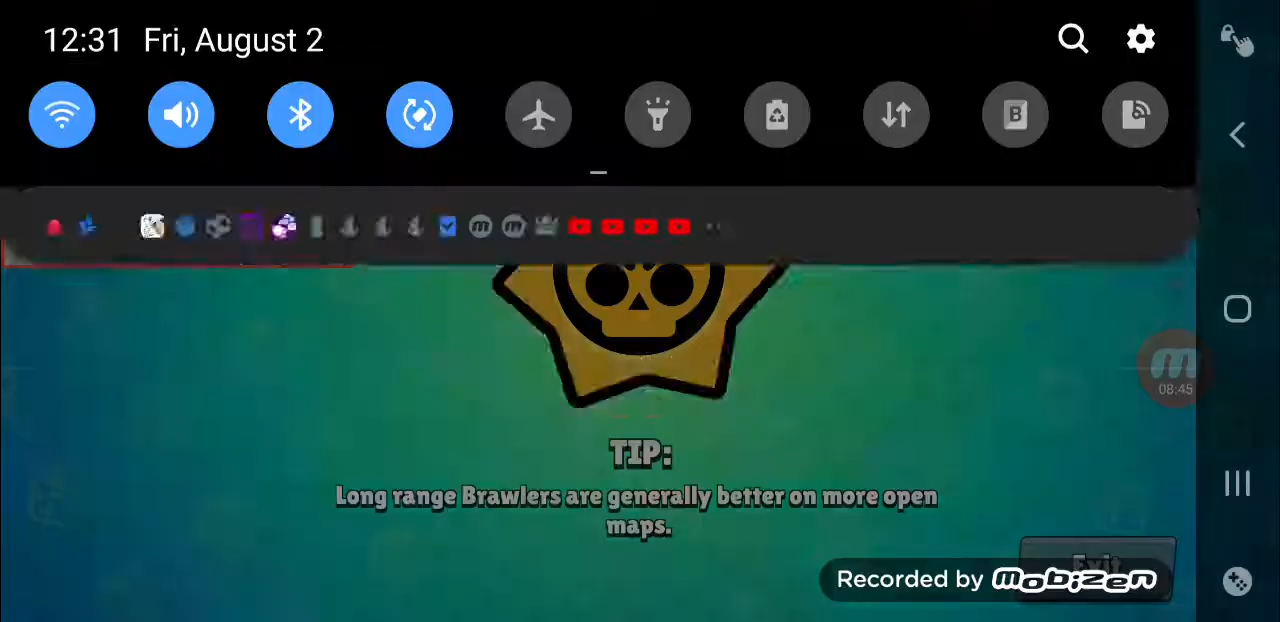 12:31 Fri, August 2
B
m m
m
08:45
TIP:
Long range Brawlers are generally better on more open
maps.
Exit
Recorded by mobizen